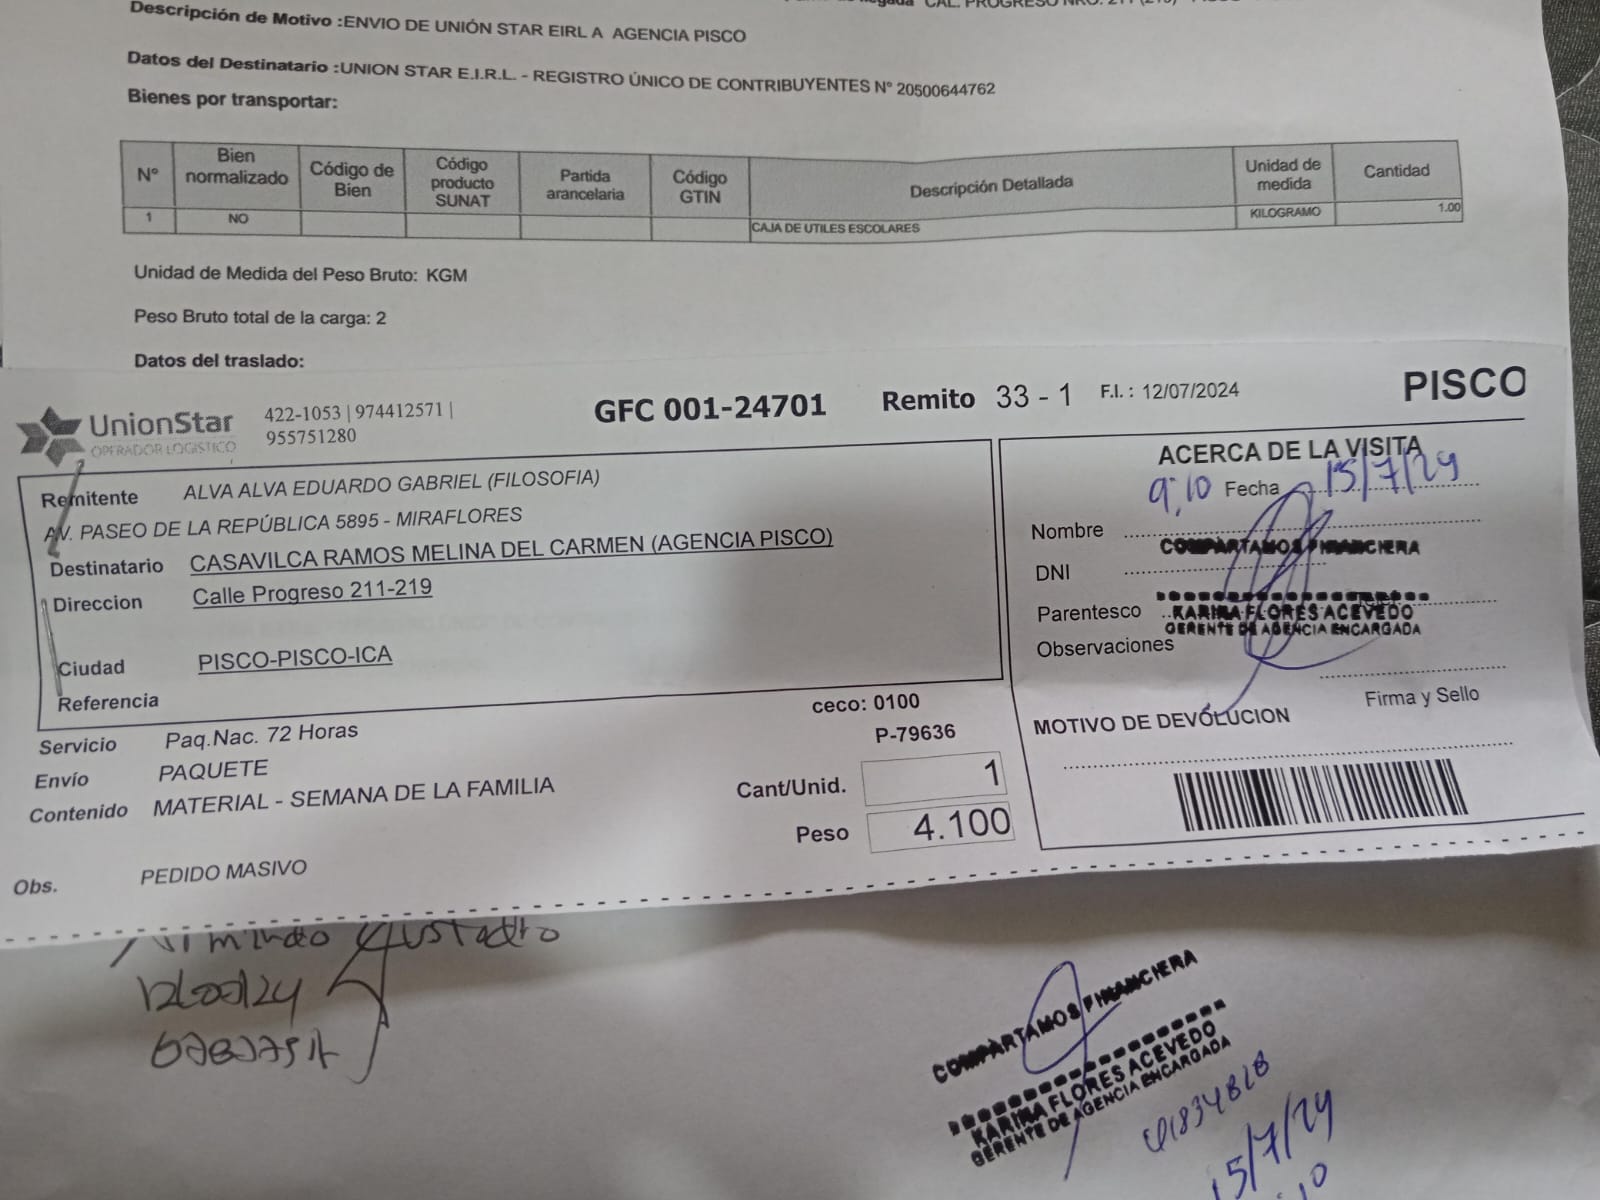 CAL. PROGRESO NRO. 211 (219)
Descripción de Motivo :ENVIO DE UNIÓN STAR EIRL A AGENCIA PISCO
Datos del Destinatario :UNION STAR E.I.R.L. - REGISTRO ÚNICO DE CONTRIBUYENTES N° 20500644762
Bienes por transportar:
N° Bien normalizado Código de Bien Código producto SUNAT Partida arancelaria Código GTIN Descripción Detallada Unidad de medida Cantidad
1 NO CAJA DE UTILES ESCOLARES KILOGRAMO 1.00
Unidad de Medida del Peso Bruto: KGM
Peso Bruto total de la carga: 2
Datos del traslado:
UnionStar
OPERADOR LOGISTICO
422-1053 | 974412571 |
955751280
GFC 001-24701
Remito 33 - 1
F.I. : 12/07/2024
PISCO
Remitente ALVA ALVA EDUARDO GABRIEL (FILOSOFIA)
AV. PASEO DE LA REPÚBLICA 5895 - MIRAFLORES
Destinatario CASAVILCA RAMOS MELINA DEL CARMEN (AGENCIA PISCO)
Direccion Calle Progreso 211-219
Ciudad PISCO-PISCO-ICA
Referencia
Servicio Paq.Nac. 72 Horas
Envío PAQUETE
Contenido MATERIAL - SEMANA DE LA FAMILIA
Obs. PEDIDO MASIVO
ceco: 0100
P-79636
Cant/Unid. 1
Peso 4.100
ACERCA DE LA VISITA
9:10 Fecha 15/7/24
Nombre
COMPARTAMOS FINANCIERA
DNI
Parentesco
KARINA FLORES ACEVEDO
GERENTE DE AGENCIA ENCARGADA
Observaciones
Firma y Sello
MOTIVO DE DEVOLUCION
COMPARTAMOS FINANCIERA
KARINA FLORES ACEVEDO
GERENTE DE AGENCIA ENCARGADA
15/7/24